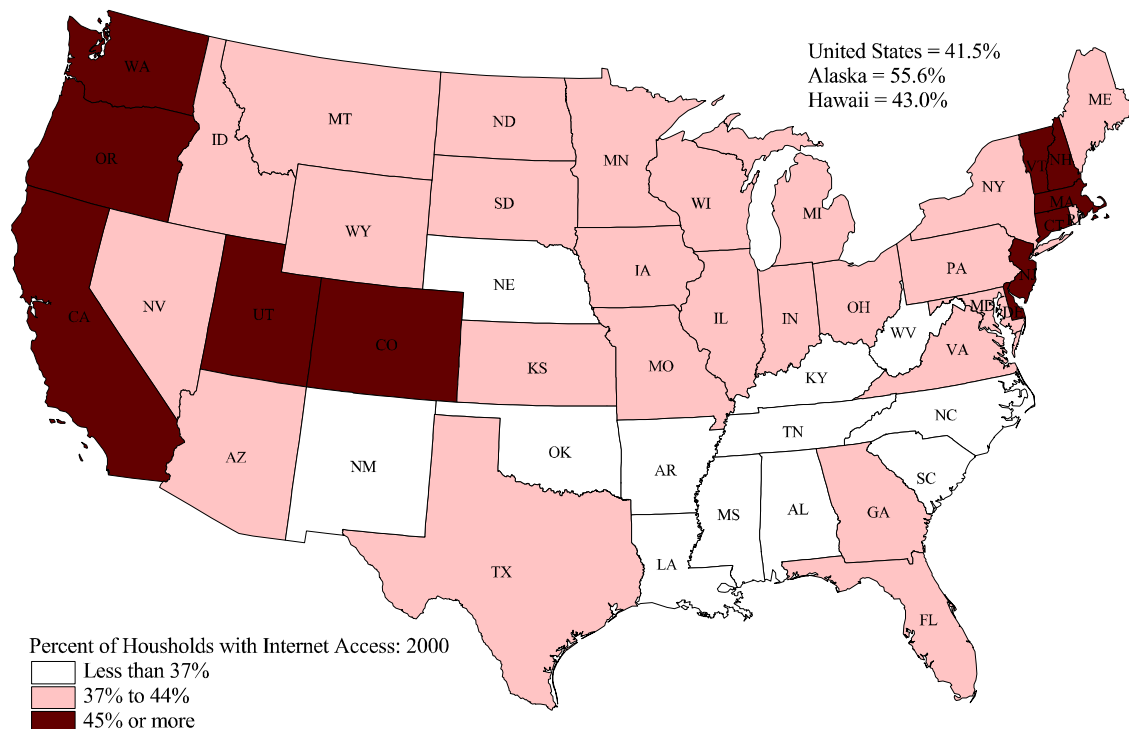 United States = 41.5%
Alaska = 55.6%
Hawaii = 43.0%
WA
MT
ND
ME
OR
ID
MN
VT
NH
NY
WI
SD
MI
MA
CT
RI
WY
PA
IA
NE
NJ
NV
UT
CO
CA
IL
IN
OH
MD
DE
WV
VA
KS
MO
KY
NC
TN
AZ
NM
OK
AR
SC
MS
AL
GA
LA
TX
FL
Percent of Housholds with Internet Access: 2000
Less than 37%
37% to 44%
45% or more